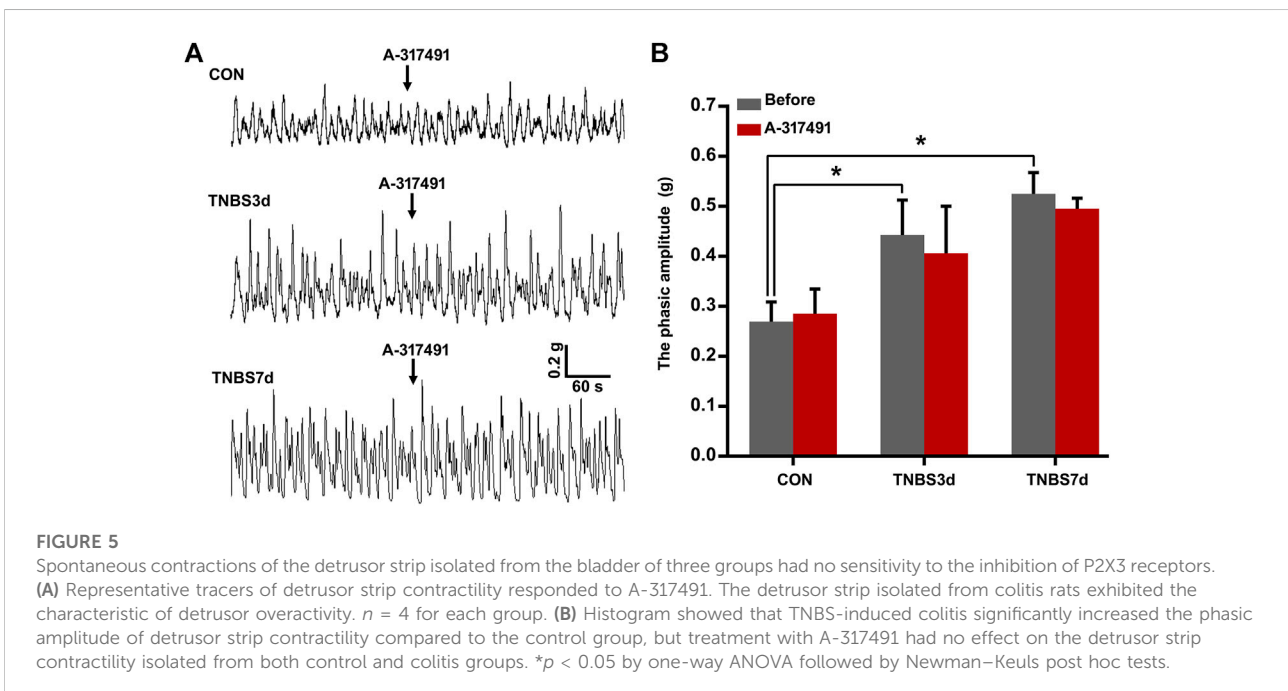 A
CON
A-317491
TNBS3d
A-317491
TNBS7d
A-317491
0.2 g
60 s
B
Before
A-317491
The phasic amplitude (g)
0.7
0.6
0.5
0.4
0.3
0.2
0.1
0.0
*
*
CON
TNBS3d
TNBS7d
FIGURE 5
Spontaneous contractions of the detrusor strip isolated from the bladder of three groups had no sensitivity to the inhibition of P2X3 receptors.
(A) Representative tracers of detrusor strip contractility responded to A-317491. The detrusor strip isolated from colitis rats exhibited the
characteristic of detrusor overactivity. n = 4 for each group. (B) Histogram showed that TNBS-induced colitis significantly increased the phasic
amplitude of detrusor strip contractility compared to the control group, but treatment with A-317491 had no effect on the detrusor strip
contractility isolated from both control and colitis groups. *p < 0.05 by one-way ANOVA followed by Newman–Keuls post hoc tests.